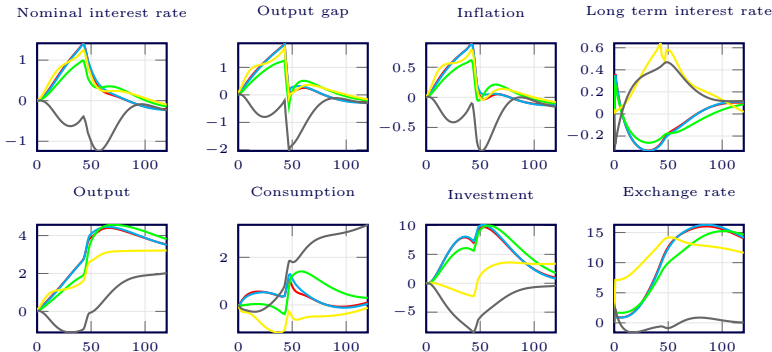 Nominal interest rate
Output gap
Inflation
Long term interest rate
1
−1
0 50 100
1
0
−1
−2
0 50 100
0.5
0
−0.5
0 50 100
0.6
0.4
0.2
0
−0.2
0 50 100
Output
Consumption
Investment
Exchange rate
4
2
0
0 50 100
2
0
0 50 100
10
5
0
−5
0 50 100
15
10
5
0
0 50 100